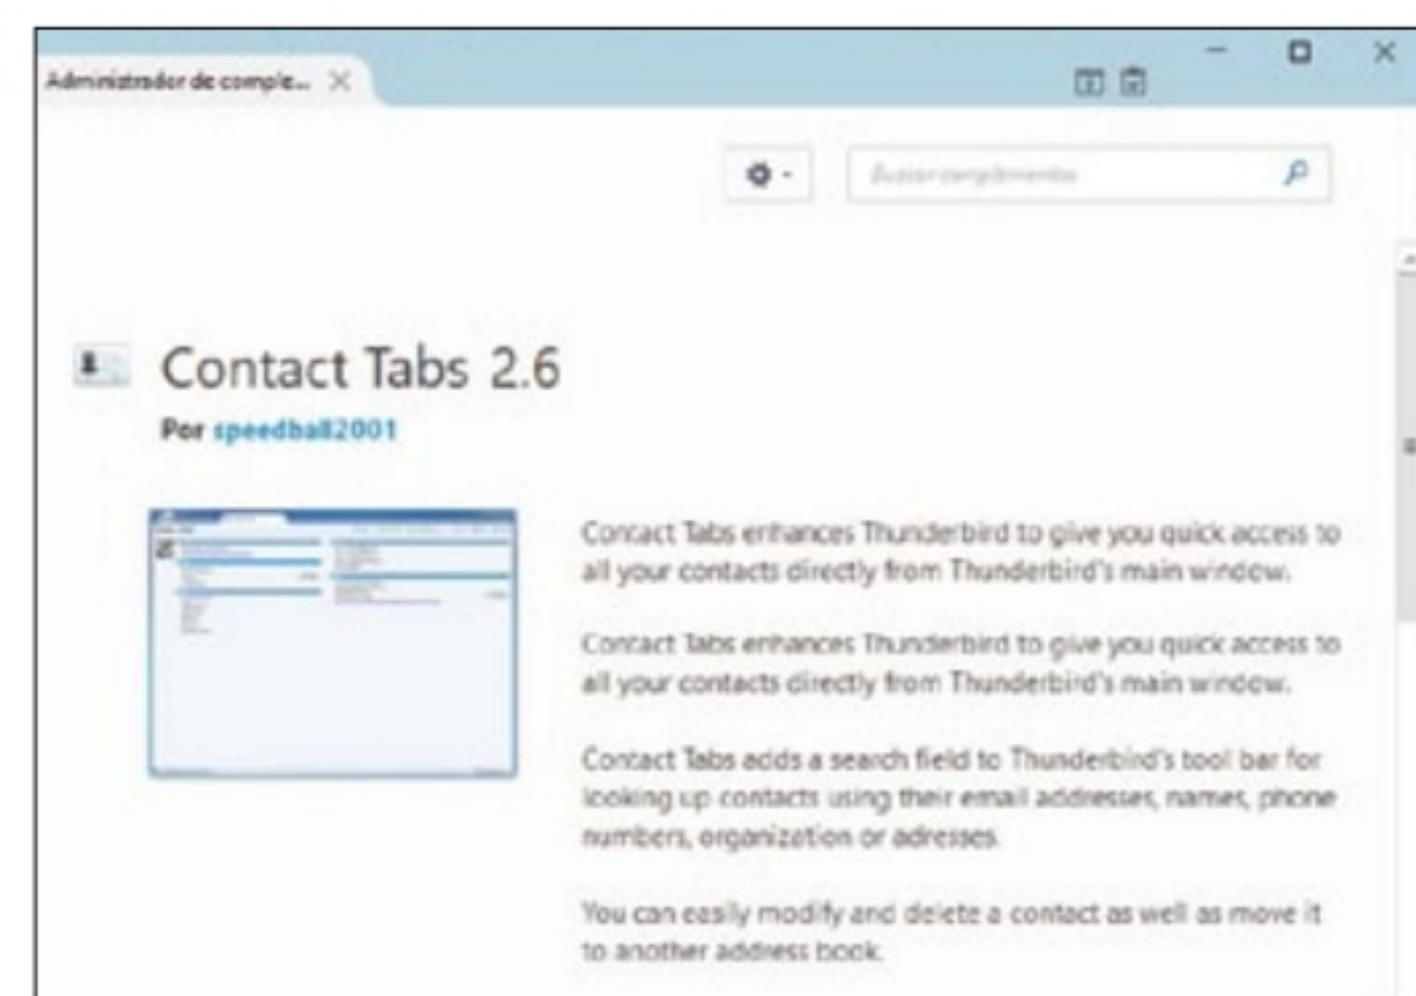 Administrador de comple...
Buscar complementos
Contact Tabs 2.6
Por speedball2001
Contact Tabs enhances Thunderbird to give you quick access to
all your contacts directly from Thunderbird's main window.
Contact Tabs enhances Thunderbird to give you quick access to
all your contacts directly from Thunderbird's main window.
Contact Tabs adds a search field to Thunderbird's tool bar for
looking up contacts using their email addresses, names, phone
numbers, organization or adresses.
You can easily modify and delete a contact as well as move it
to another address book.